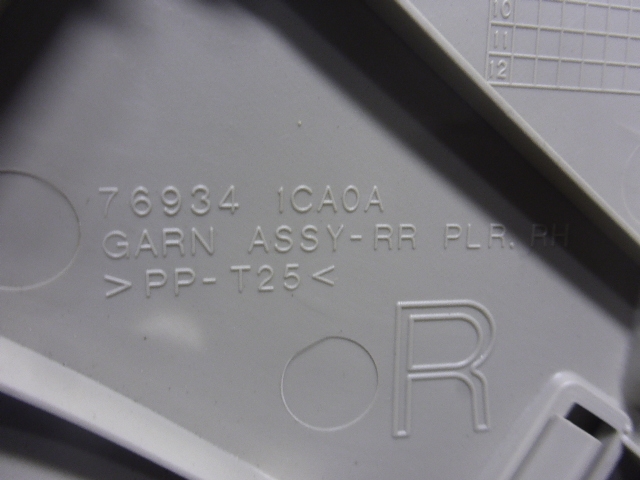 10
11
12
76934 1CA0A
GARN ASSY-RR PLR, RH
>PP-T25<
R